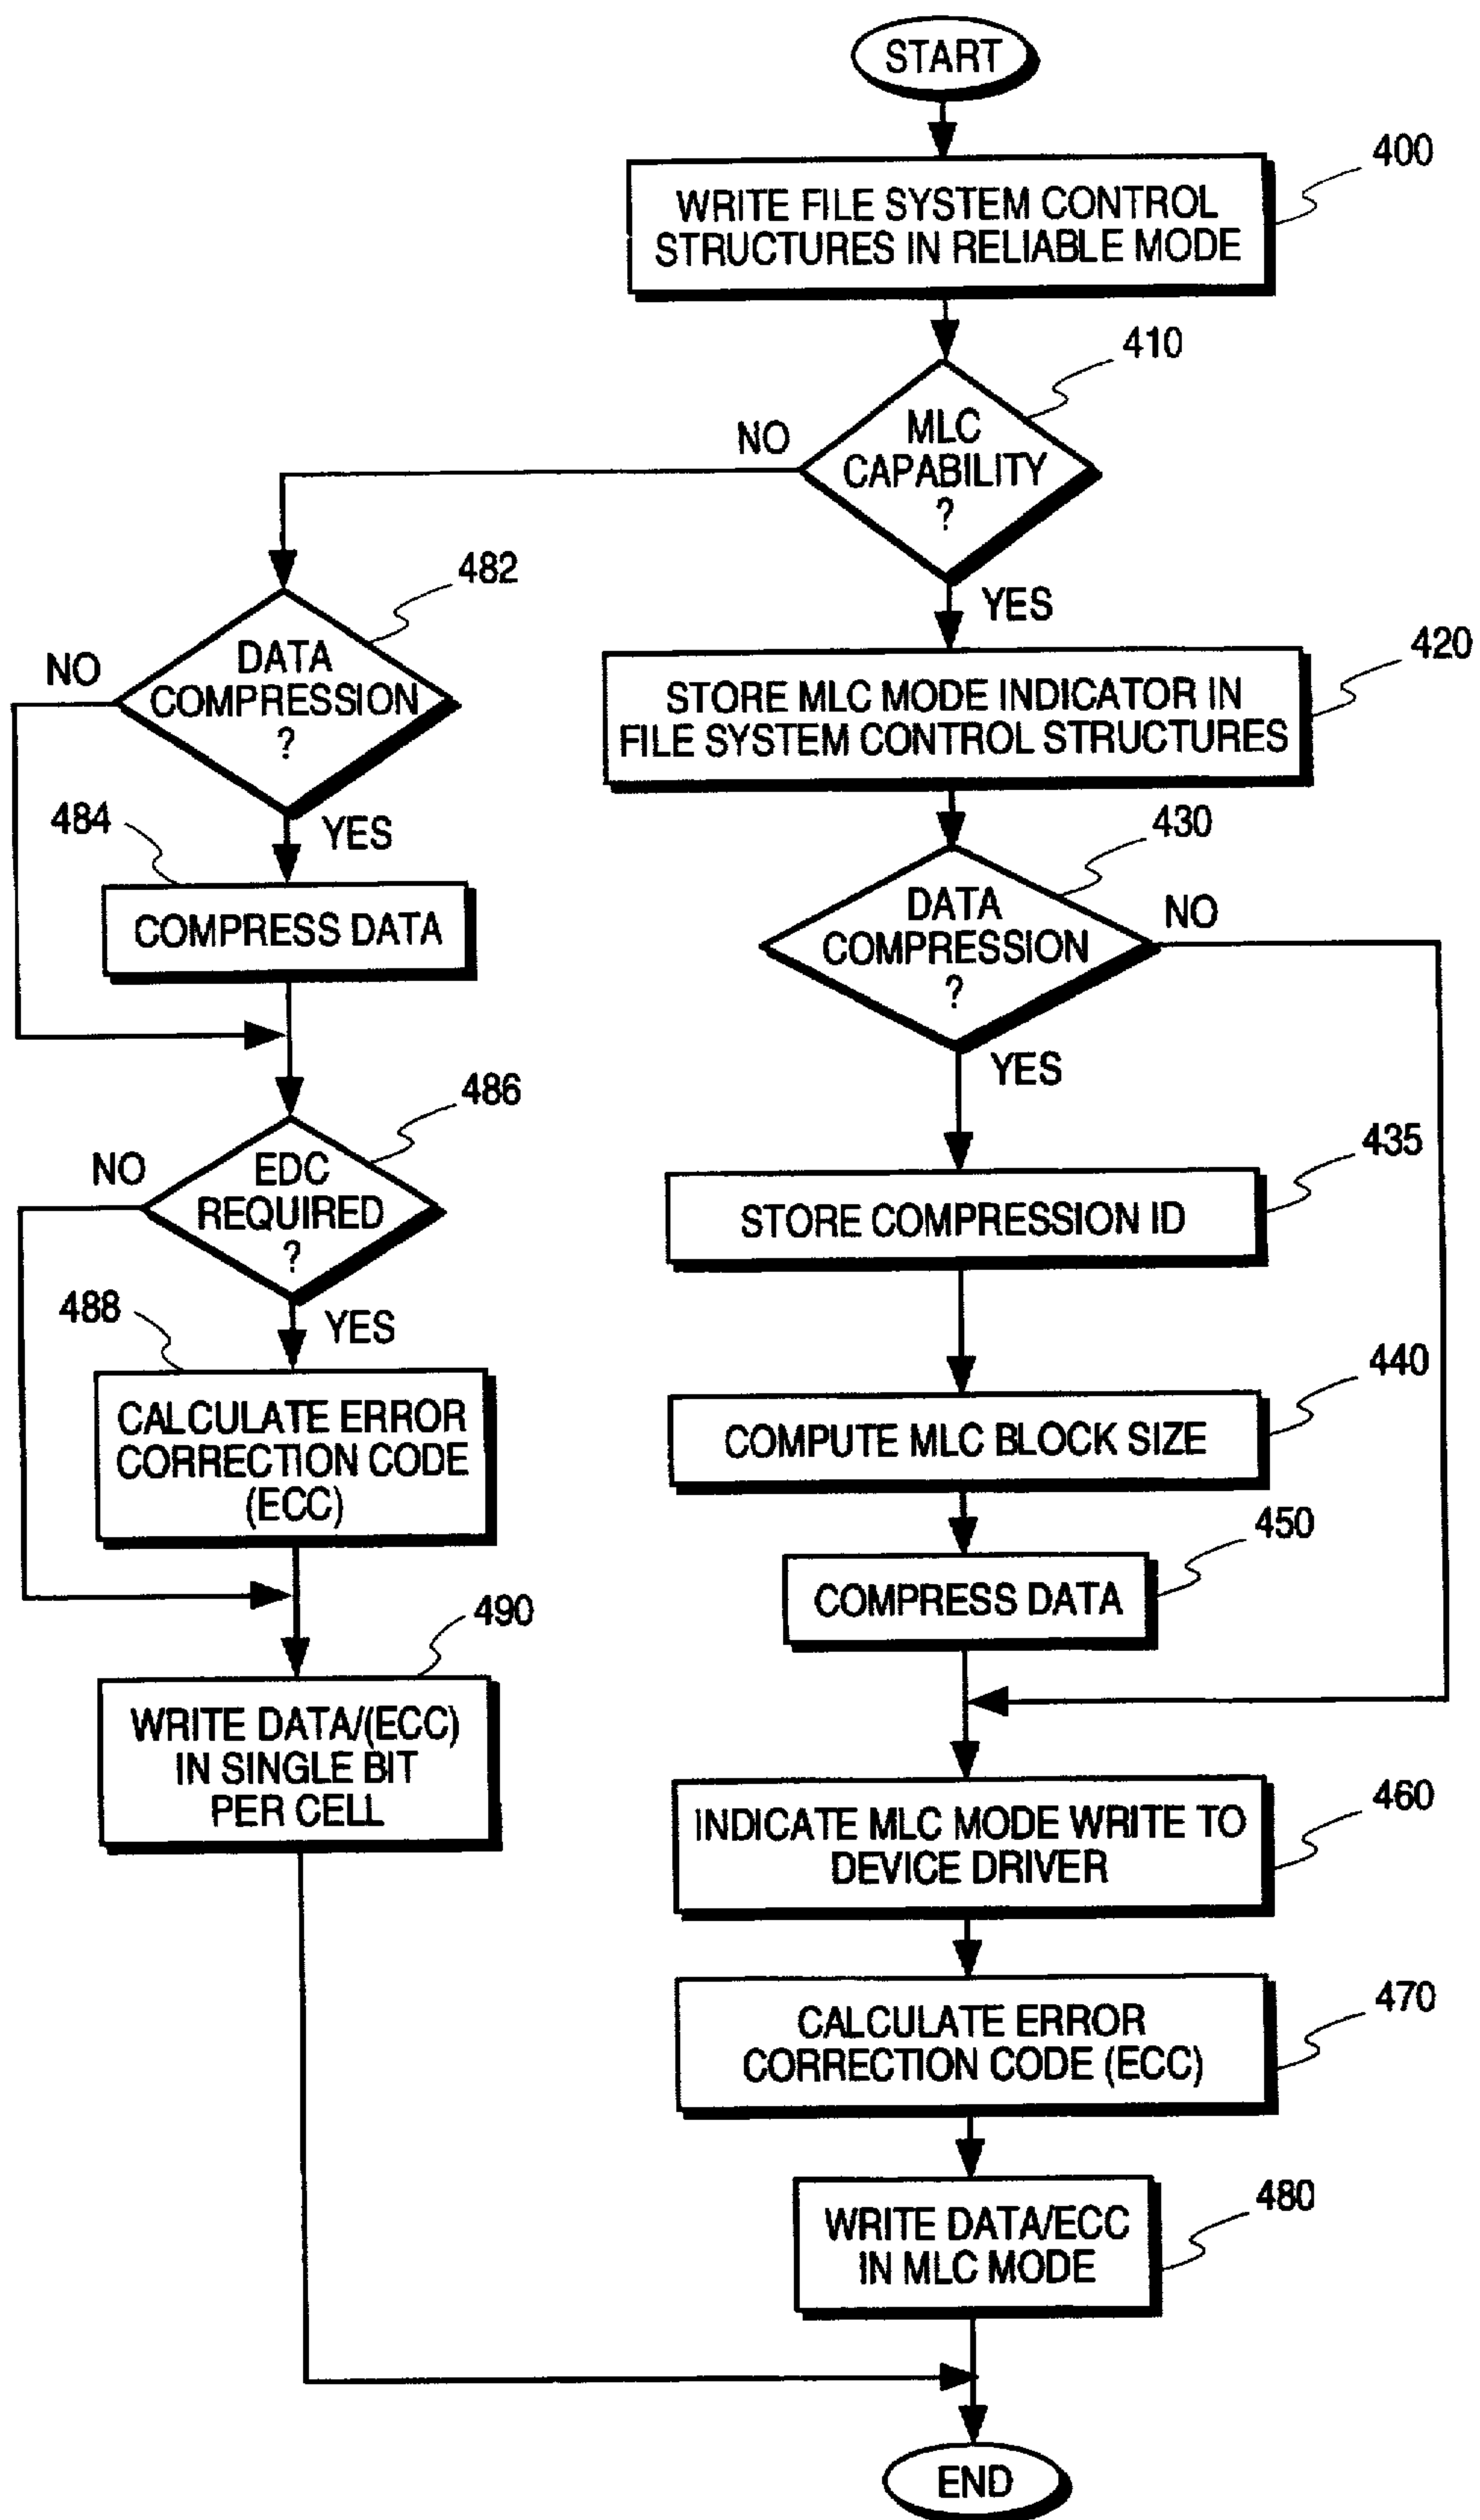 START
400
WRITE FILE SYSTEM CONTROL
STRUCTURES IN RELIABLE MODE
410
MLC
CAPABILITY
?
NO
YES
482
DATA
COMPRESSION
?
NO
YES
484
COMPRESS DATA
486
EDC
REQUIRED
?
NO
YES
488
CALCULATE ERROR
CORRECTION CODE
(ECC)
490
WRITE DATA/(ECC)
IN SINGLE BIT
PER CELL
420
STORE MLC MODE INDICATOR IN
FILE SYSTEM CONTROL STRUCTURES
430
DATA
COMPRESSION
?
NO
YES
435
STORE COMPRESSION ID
440
COMPUTE MLC BLOCK SIZE
450
COMPRESS DATA
460
INDICATE MLC MODE WRITE TO
DEVICE DRIVER
470
CALCULATE ERROR
CORRECTION CODE (ECC)
480
WRITE DATA/ECC
IN MLC MODE
END